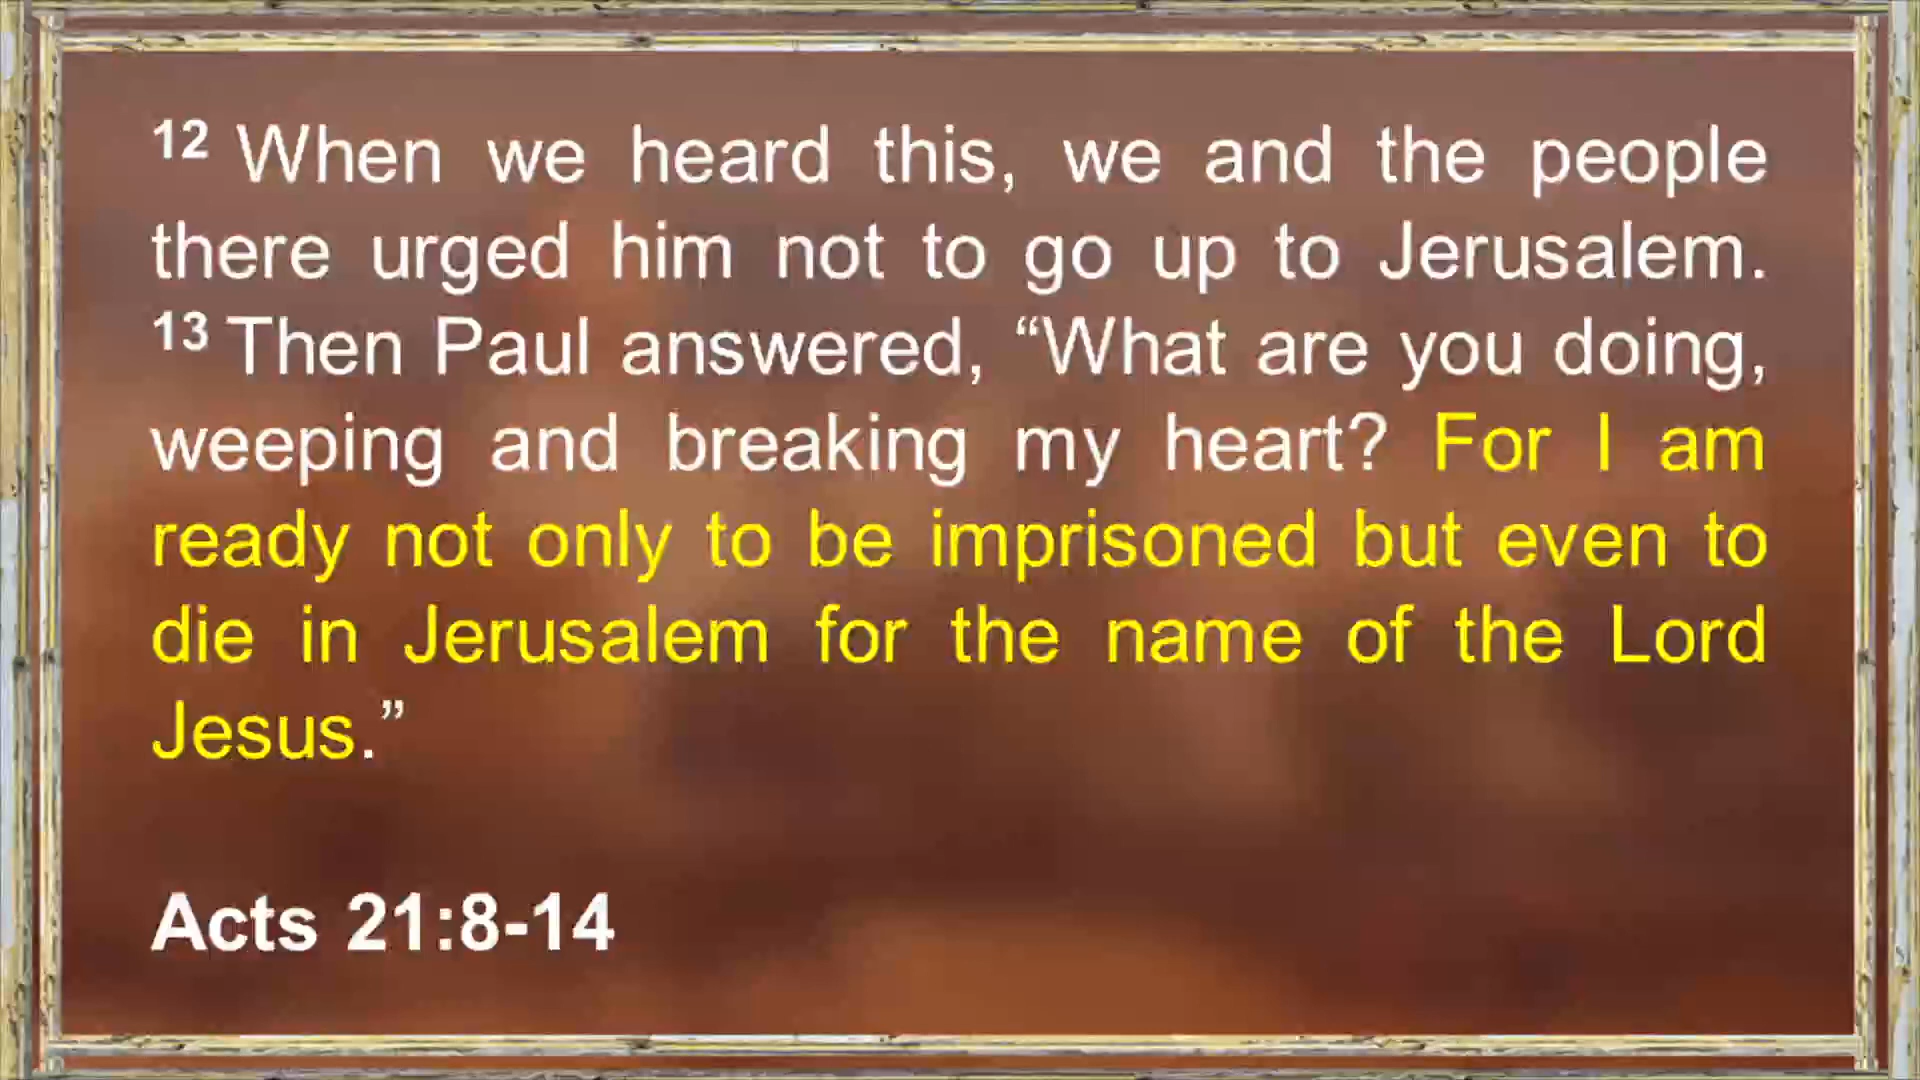 12 When we heard this, we and the people
there urged him not to go up to Jerusalem.
13 Then Paul answered, “What are you doing,
weeping and breaking my heart? For I am
ready not only to be imprisoned but even to
die in Jerusalem for the name of the Lord
Jesus.”
Acts 21:8-14